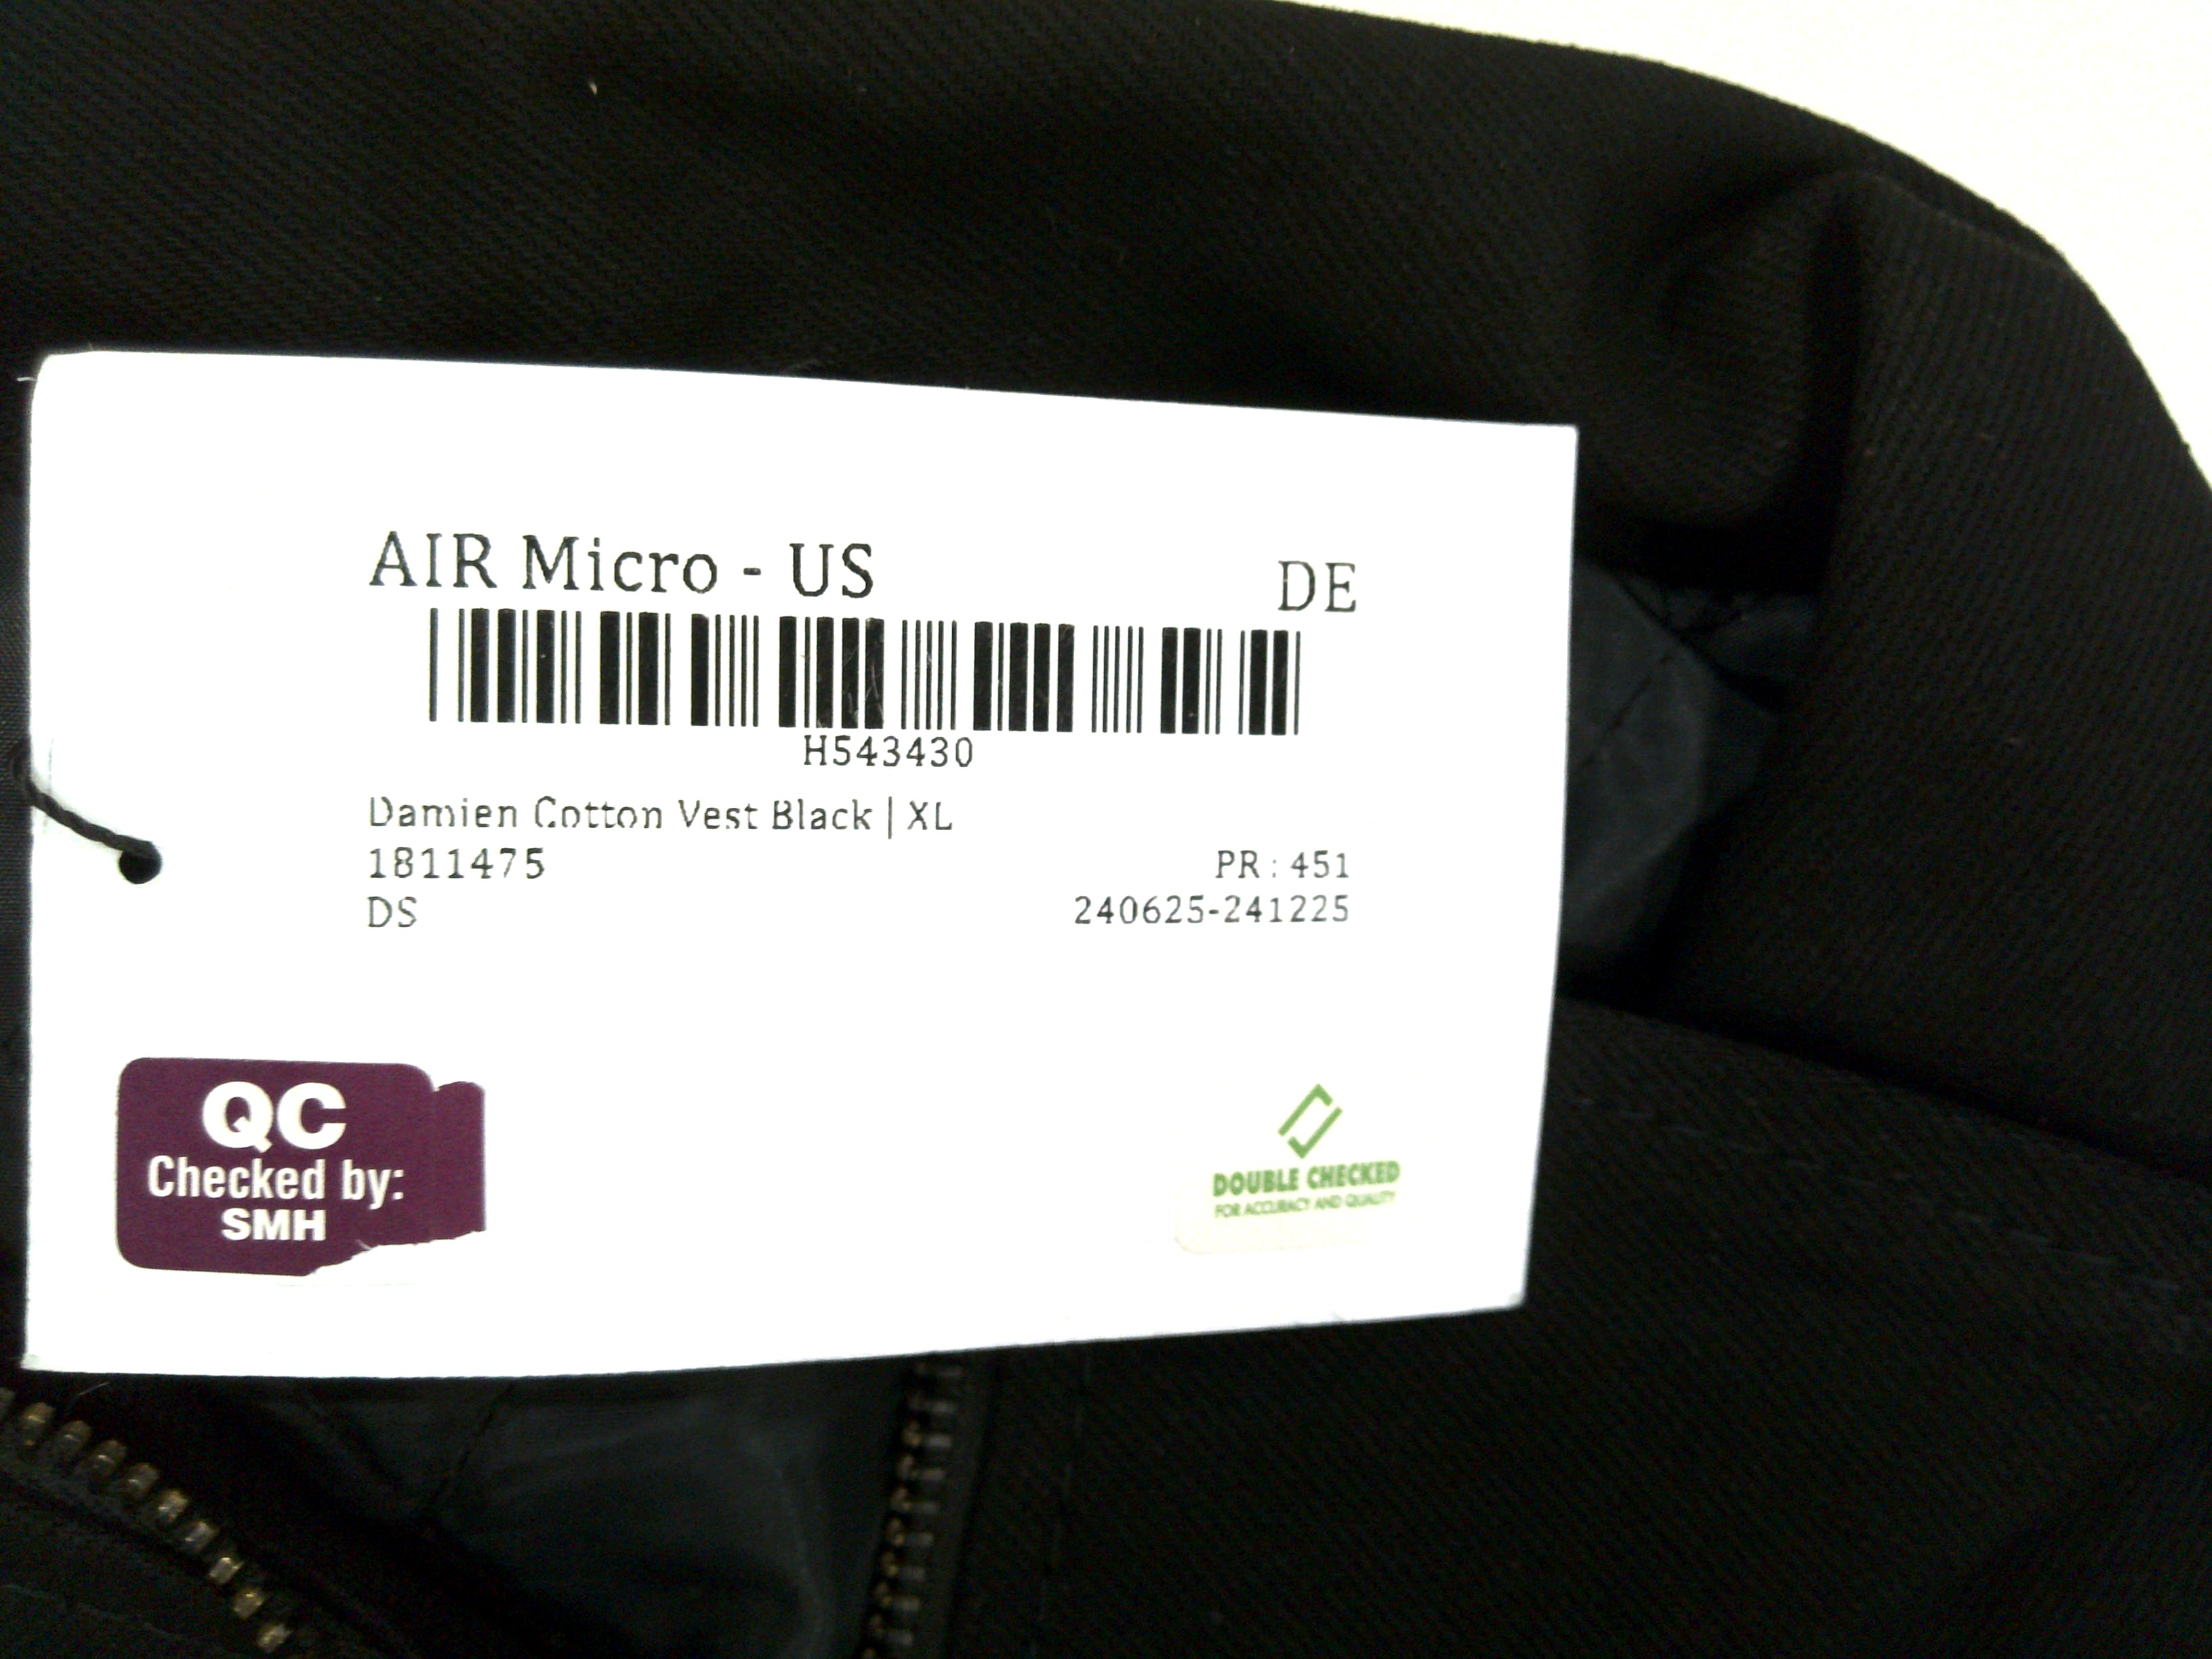 AIR Micro - US DE
H543430
Damien Cotton Vest Black | XL
1811475 PR : 451
DS 240625-241225
QC
Checked by:
SMH
DOUBLE CHECKED
FOR ACCURACY AND QUALITY